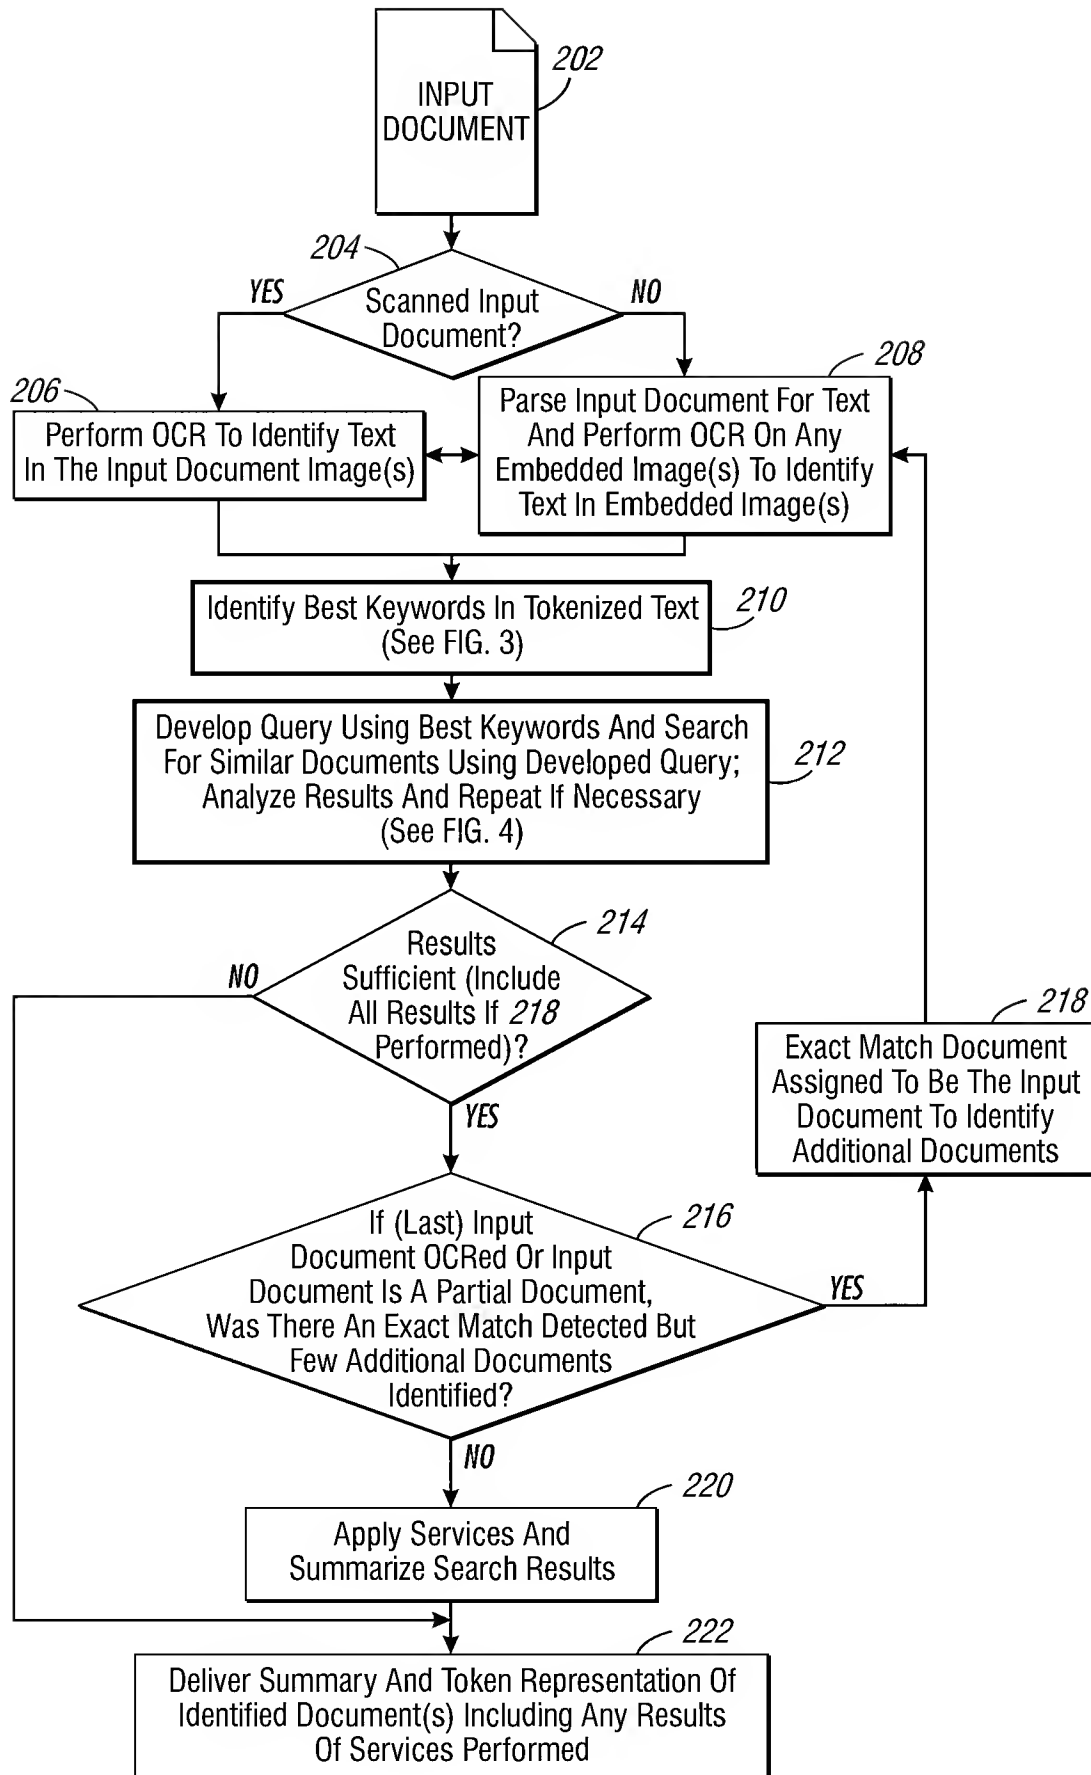 INPUT
DOCUMENT
202
204
YES
Scanned Input
Document?
NO
206
Perform OCR To Identify Text
In The Input Document Image(s)
208
Parse Input Document For Text
And Perform OCR On Any
Embedded Image(s) To Identify
Text In Embedded Image(s)
Identify Best Keywords In Tokenized Text
(See FIG. 3)
210
Develop Query Using Best Keywords And Search
For Similar Documents Using Developed Query;
Analyze Results And Repeat If Necessary
(See FIG. 4)
212
214
NO
Results
Sufficient (Include
All Results If 218
Performed)?
YES
218
Exact Match Document
Assigned To Be The Input
Document To Identify
Additional Documents
216
If (Last) Input
Document OCRed Or Input
Document Is A Partial Document,
Was There An Exact Match Detected But
Few Additional Documents
Identified?
YES
NO
220
Apply Services And
Summarize Search Results
222
Deliver Summary And Token Representation Of
Identified Document(s) Including Any Results
Of Services Performed